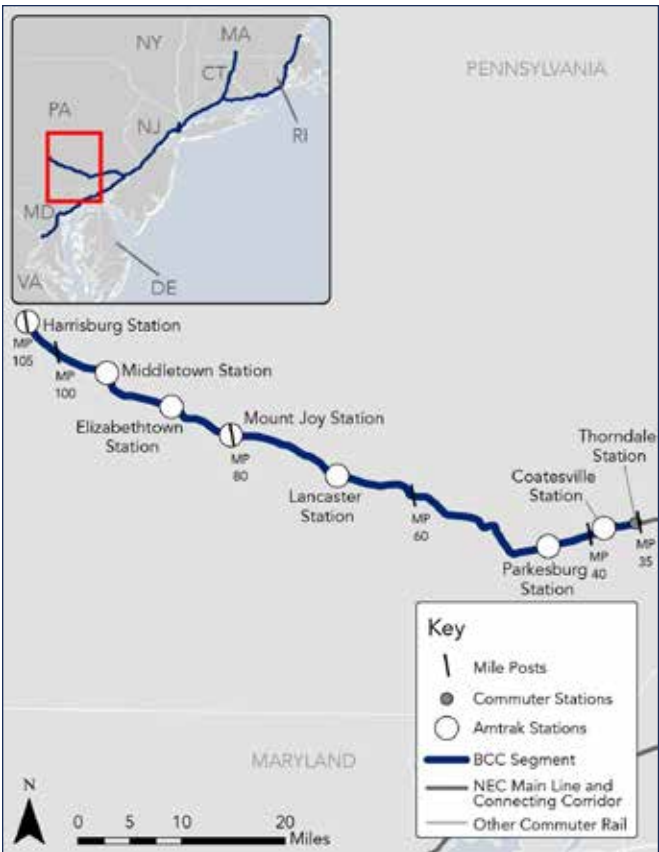 NY
MA
CT
PA
NJ
RI
MD
DE
VA
PENNSYLVANIA
Harrisburg Station
MP
105
MP
100
Middletown Station
Elizabethtown
Station
Mount Joy Station
MP
80
Lancaster
Station
MP
60
Thorndale
Station
Coatesville
Station
Parkesburg
Station
MP
40
MP
35
MARYLAND
Key
Mile Posts
Commuter Stations
Amtrak Stations
BCC Segment
NEC Main Line and
Connecting Corridor
Other Commuter Rail
N
0 5 10 20
Miles